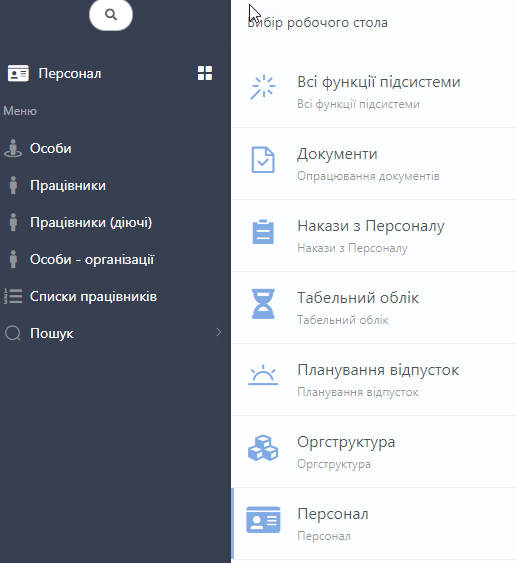 Персонал
Меню
Особи
Працівники
Працівники (діючі)
Особи - організації
Списки працівників
Пошук
Вибір робочого стола
Всі функції підсистеми
Всі функції підсистеми
Документи
Опрацювання документів
Накази з Персоналу
Накази з Персоналу
Табельний облік
Табельний облік
Планування відпусток
Планування відпусток
Оргструктура
Оргструктура
Персонал
Персонал